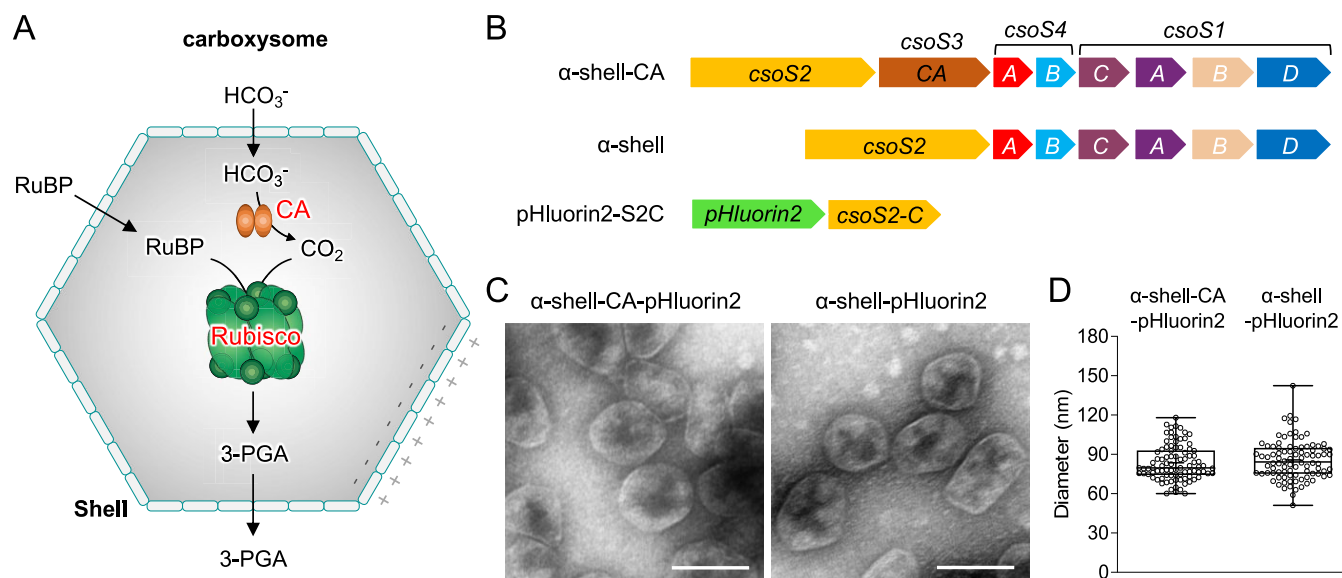 A
carboxysome
HCO₃⁻
HCO₃⁻
CA
RuBP
RuBP
CO₂
Rubisco
3-PGA
Shell
3-PGA
- - - - - -
+ + + + + + + + +
B
csoS3
csoS4
csoS1
α-shell-CA
csoS2 CA A B C A B D
α-shell
csoS2 A B C A B D
pHluorin2-S2C
pHluorin2 csoS2-C
C
α-shell-CA-pHluorin2
α-shell-pHluorin2
D
α-shell-CA
-pHluorin2
α-shell
-pHluorin2
Diameter (nm)
180
150
120
90
60
30
0